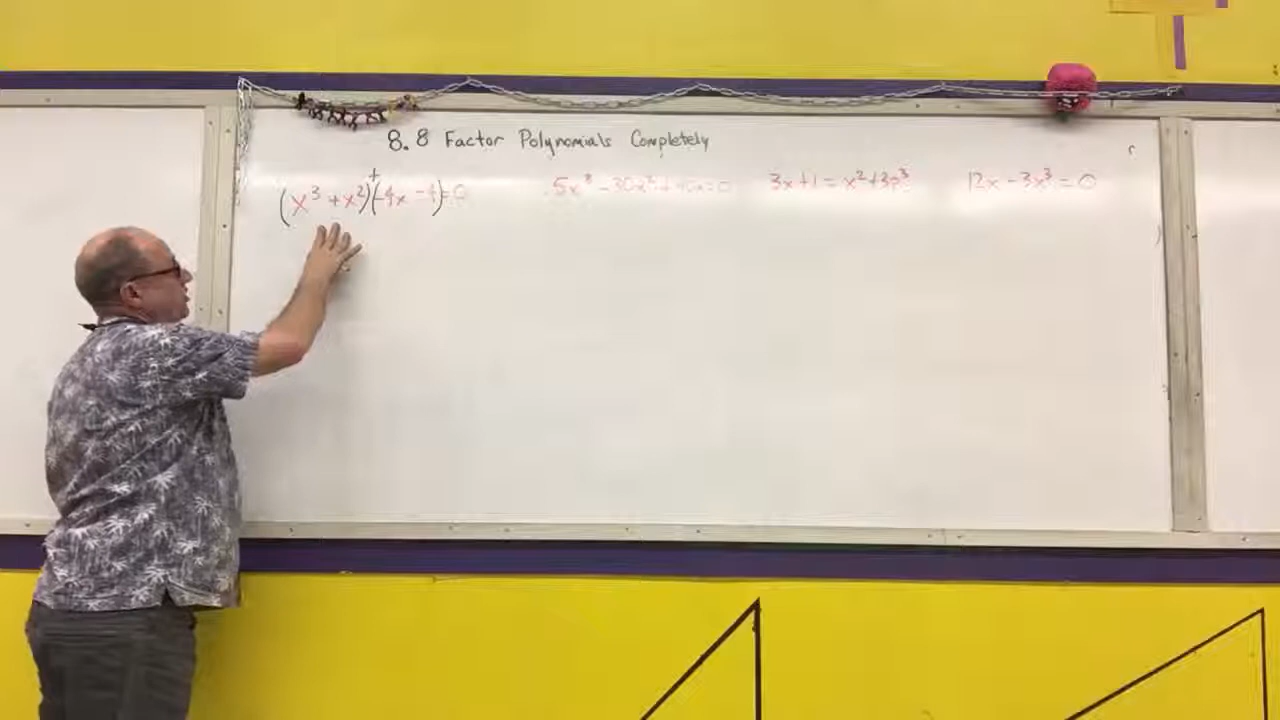 8.8 Factor Polynomials Completely
(x³ + x²)+(-4x - 4)=0
5x³ - 30x² + 40x = 0
3x+1 = x²+3x³
12x - 3x³ = 0